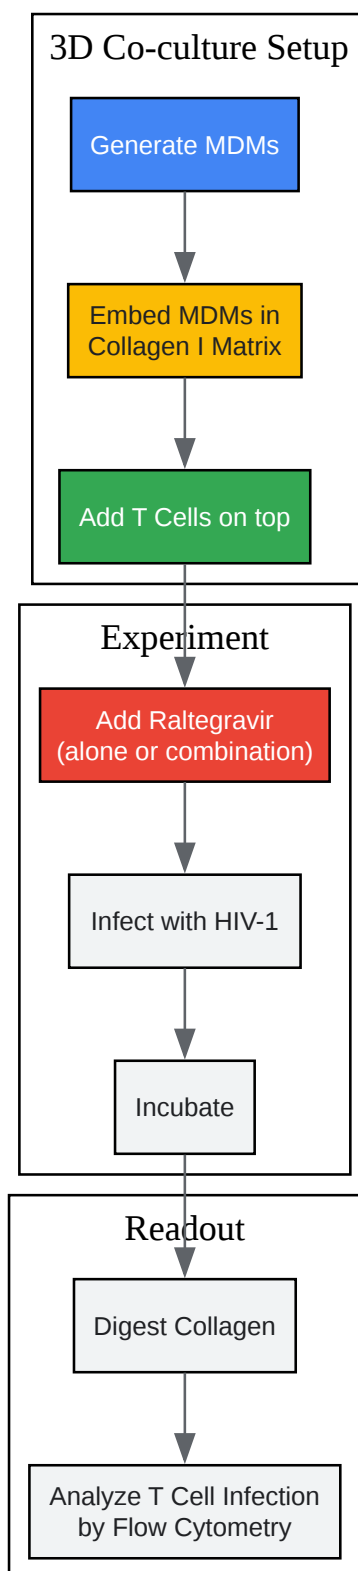 3D Co-culture Setup
Generate MDMs
Embed MDMs in
Collagen I Matrix
Add T Cells on top
Experiment
Add Raltegravir
(alone or combination)
Infect with HIV-1
Incubate
Readout
Digest Collagen
Analyze T Cell Infection
by Flow Cytometry